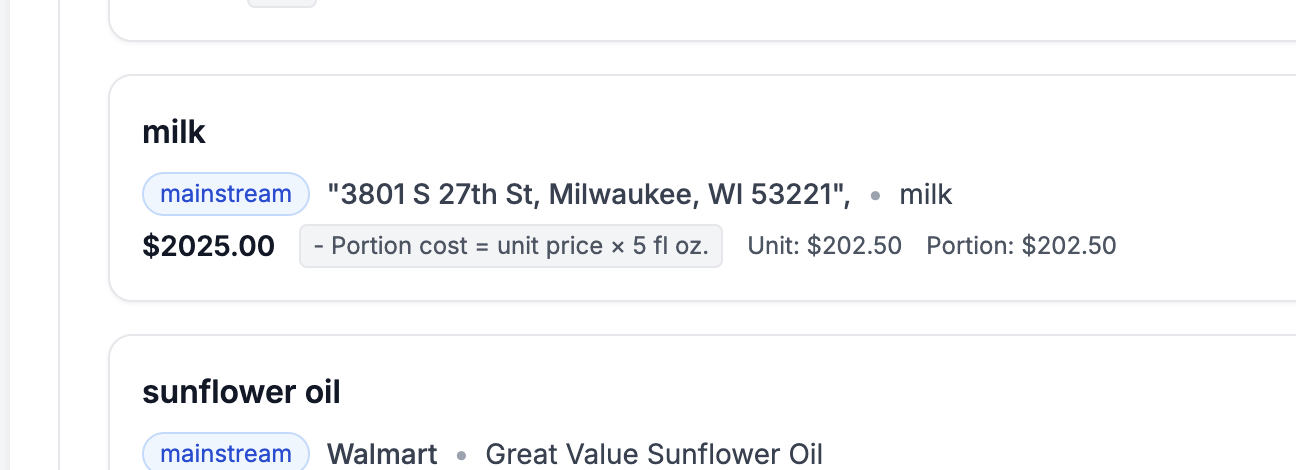 milk
mainstream "3801 S 27th St, Milwaukee, WI 53221", • milk
$2025.00 - Portion cost = unit price × 5 fl oz. Unit: $202.50 Portion: $202.50
sunflower oil
mainstream Walmart • Great Value Sunflower Oil